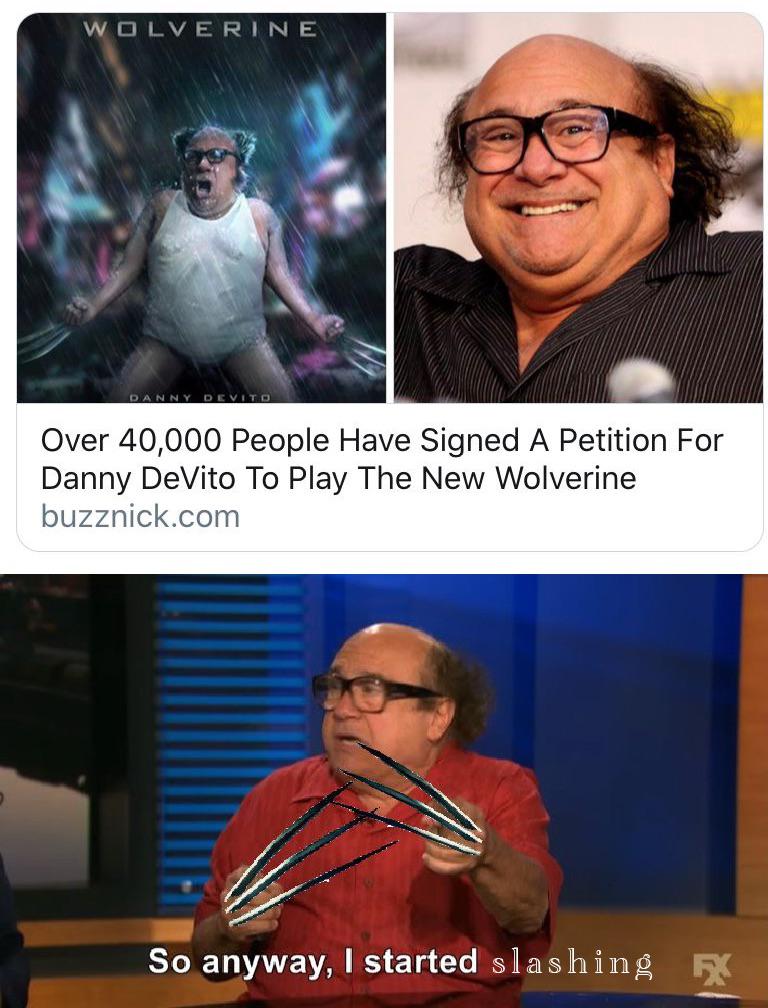 WOLVERINE
DANNY DEVITO
Over 40,000 People Have Signed A Petition For
Danny DeVito To Play The New Wolverine
buzznick.com
So anyway, I started slashing
FX